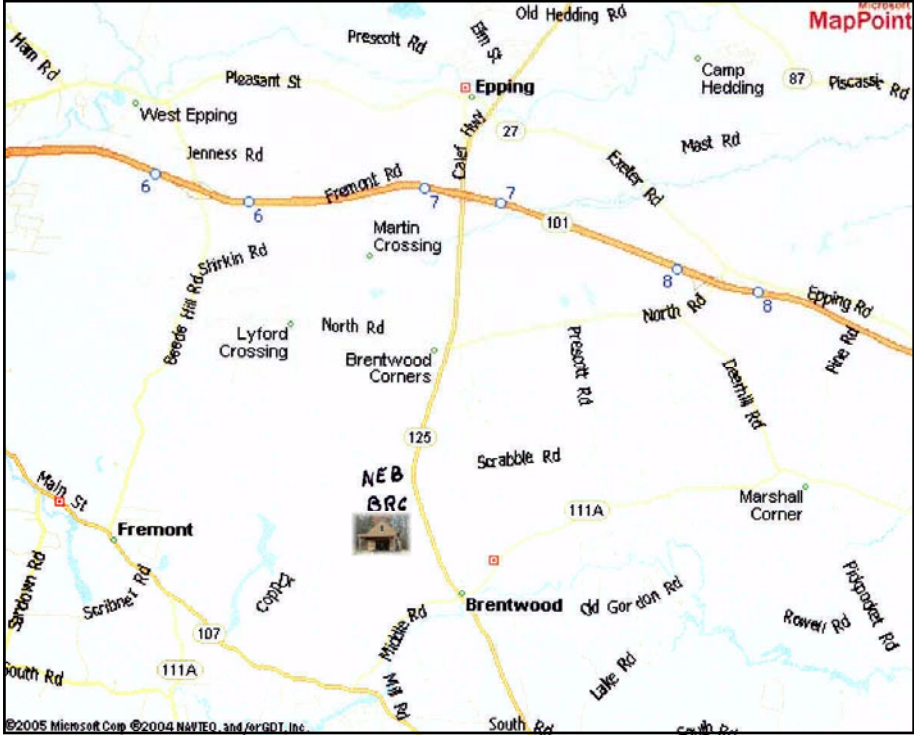 Microsoft
MapPoint
Old Hedding Rd
Elm St
Prescott Rd
Ham Rd
Pleasant St
Epping
Camp
Hedding
87
Piscassic Rd
West Epping
Calef Hwy
27
Mast Rd
Jenness Rd
Exeter Rd
Fremont Rd
6
6
7
7
101
Martin
Crossing
Shirkin Rd
8
8
North Rd
Epping Rd
Beede Hill Rd
Lyford
Crossing
North Rd
Brentwood
Corners
Prescott Rd
Pine Rd
Deerhill Rd
125
Scrabble Rd
NEB
BRC
Main St
Marshall
Corner
111A
Fremont
Sandown Rd
Scribner Rd
Copp
Brentwood
Old Gordon Rd
Pickpocket Rd
Rowell Rd
Middle Rd
107
111A
South Rd
Mill Rd
Lake Rd
South Rd
South Rd
©2005 Microsoft Corp ©2004 NAVTEQ, and/or GDT, Inc.